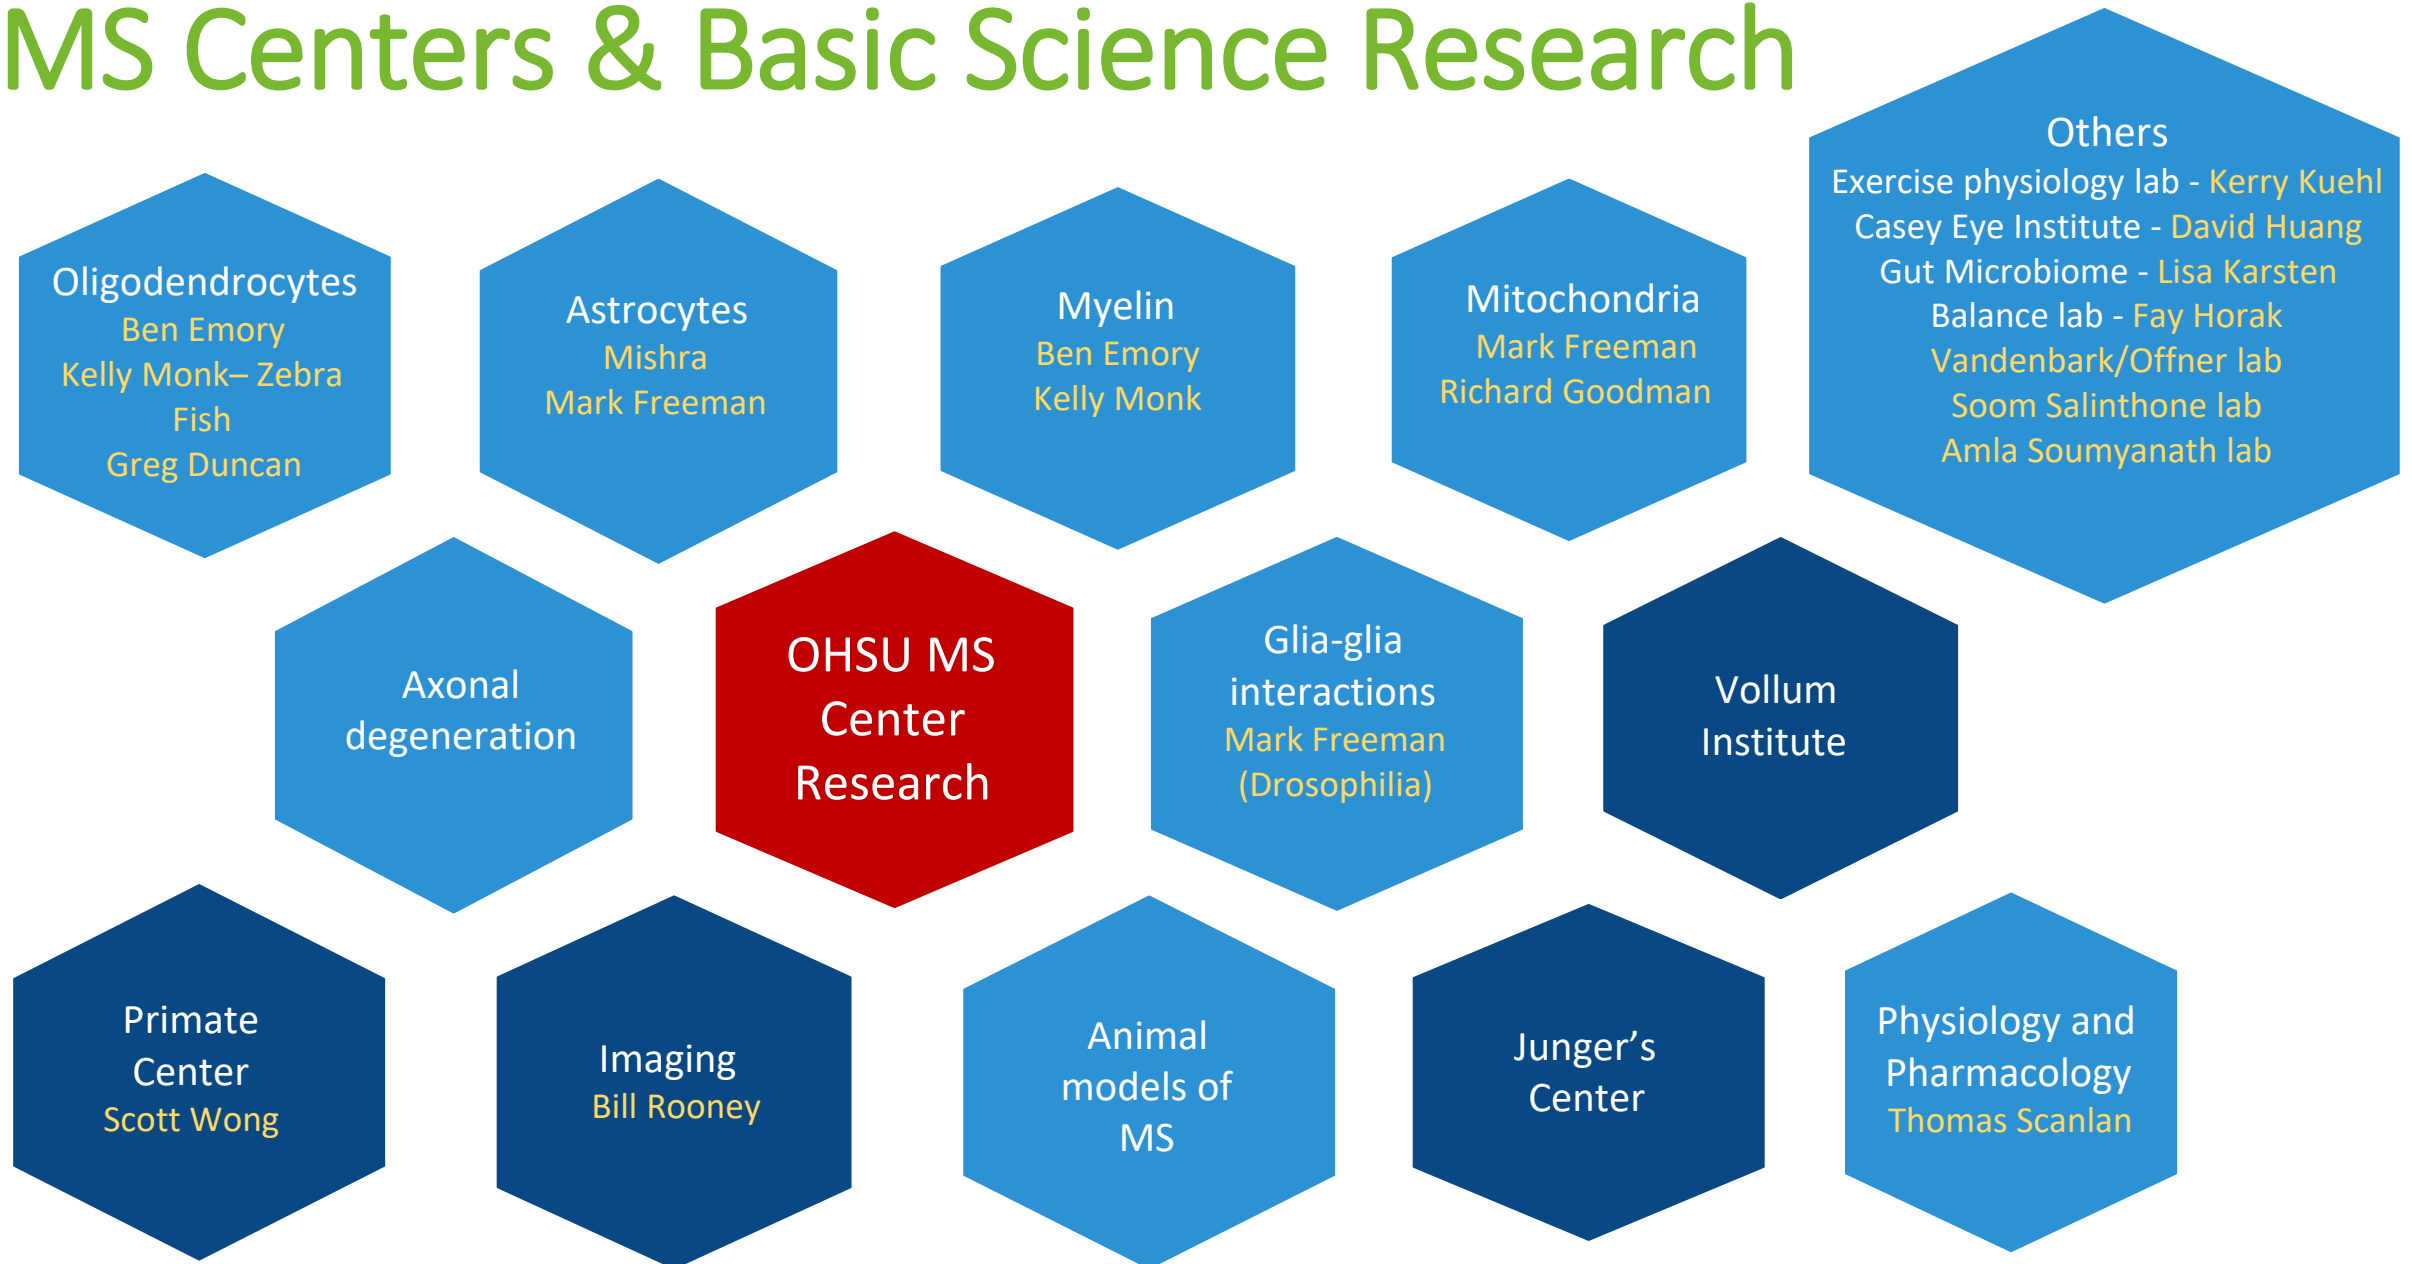 MS Centers & Basic Science Research
Others
Exercise physiology lab - Kerry Kuehl
Casey Eye Institute - David Huang
Gut Microbiome - Lisa Karsten
Balance lab - Fay Horak
Vandenbark/Offner lab
Soom Salinthone lab
Amla Soumyanath lab
Oligodendrocytes
Ben Emory
Kelly Monk– Zebra
Fish
Greg Duncan
Astrocytes
Mishra
Mark Freeman
Myelin
Ben Emory
Kelly Monk
Mitochondria
Mark Freeman
Richard Goodman
Axonal
degeneration
OHSU MS
Center
Research
Glia-glia
interactions
Mark Freeman
(Drosophilia)
Vollum
Institute
Primate
Center
Scott Wong
Imaging
Bill Rooney
Animal
models of
MS
Junger’s
Center
Physiology and
Pharmacology
Thomas Scanlan